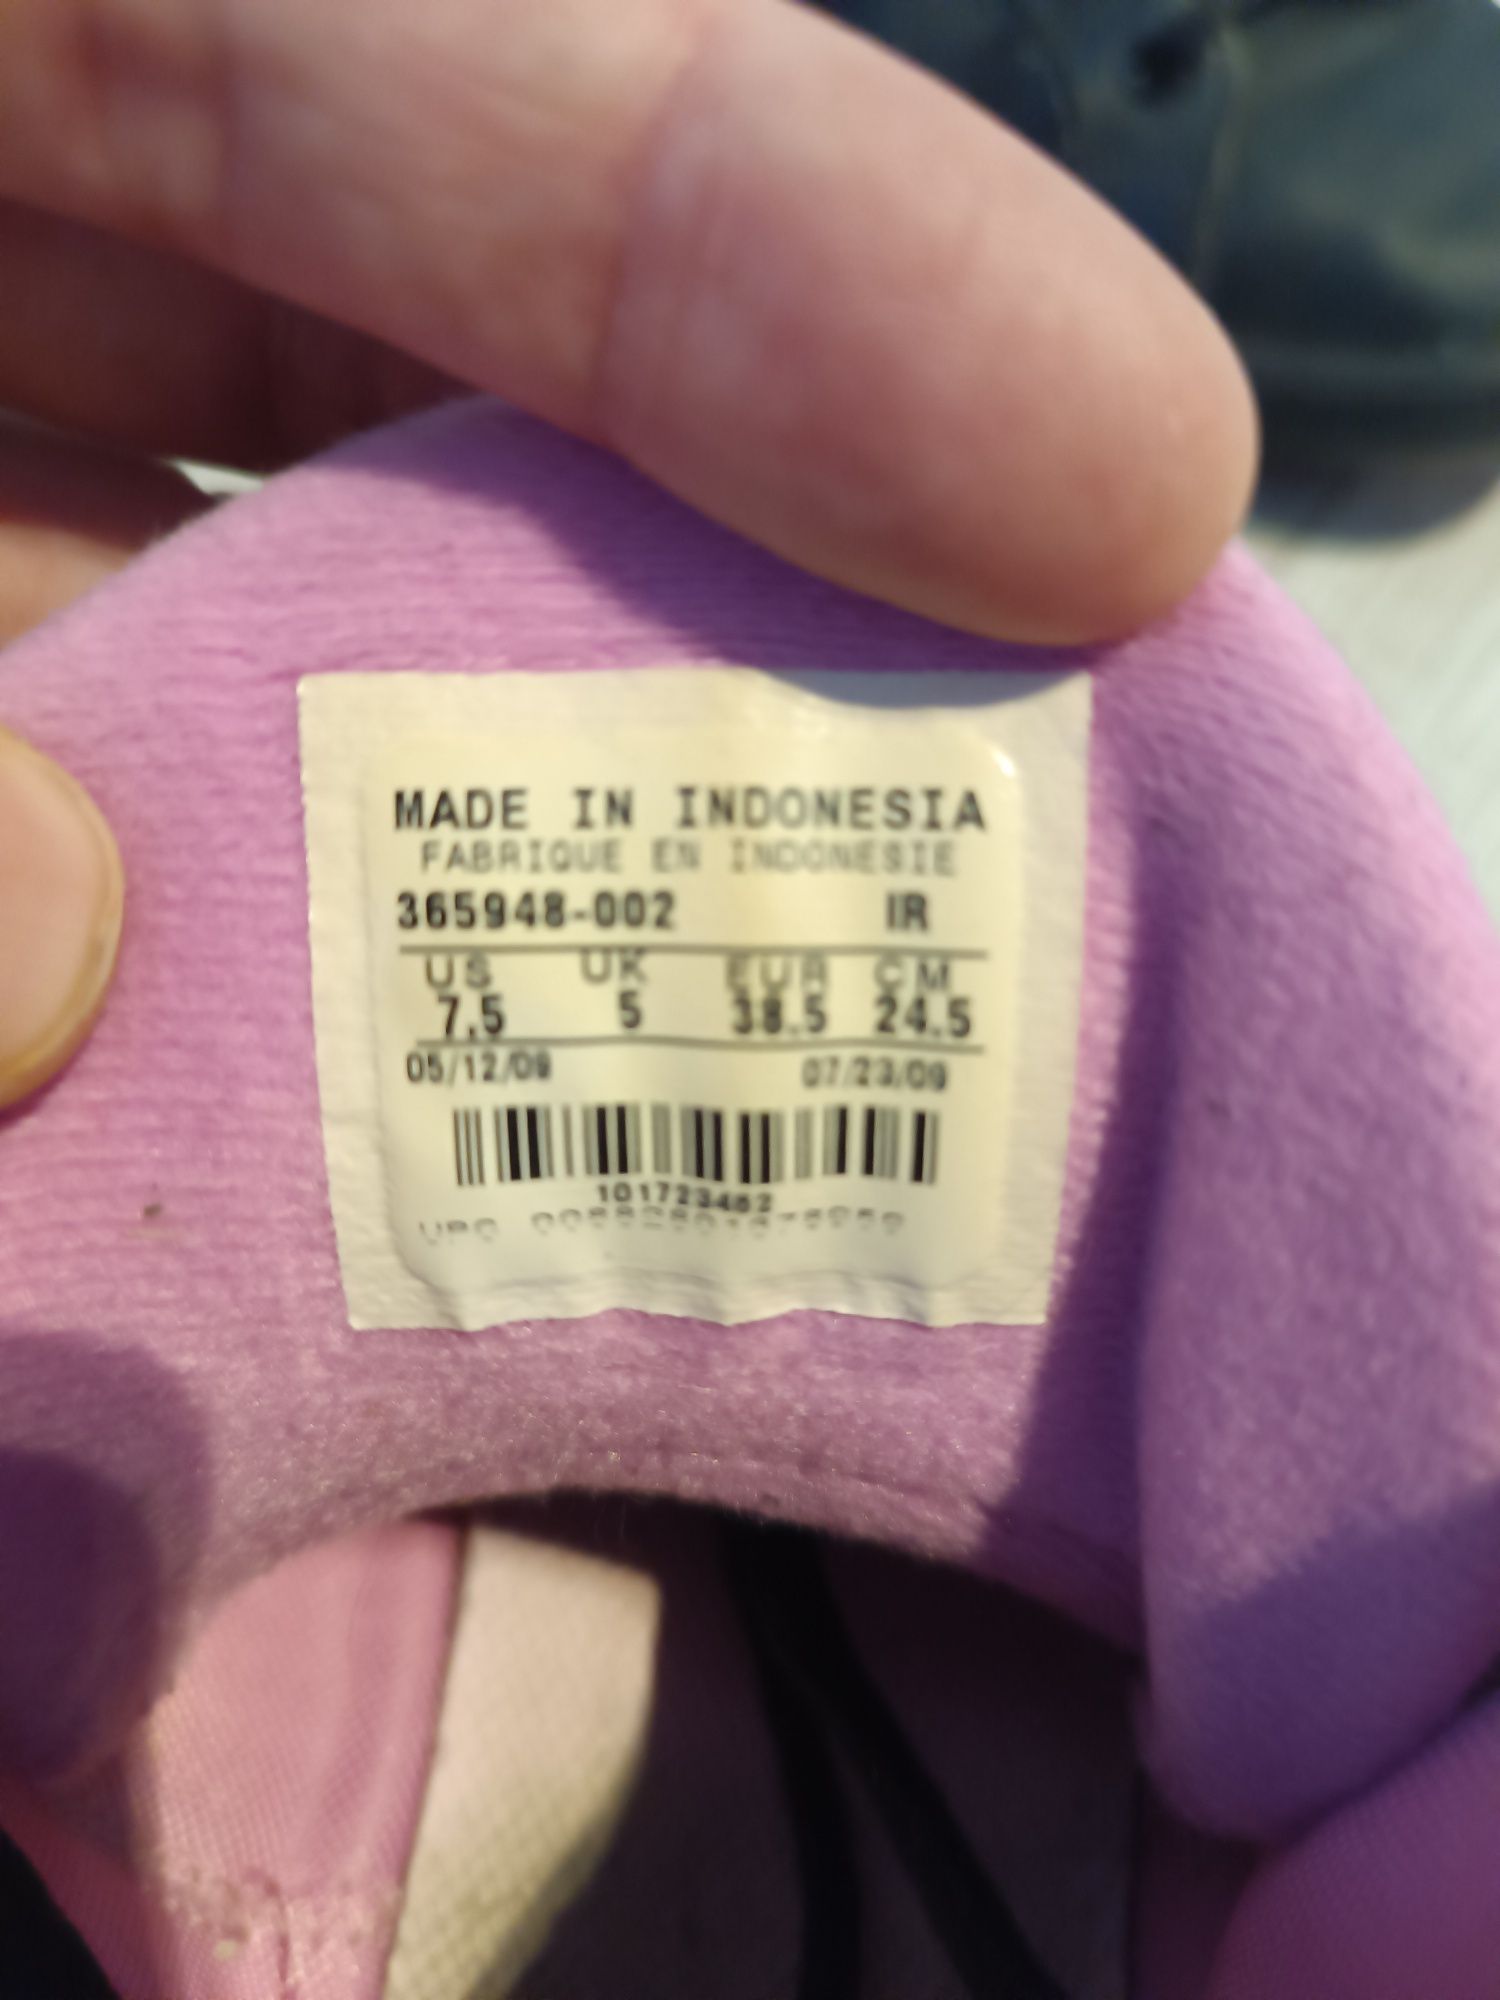 MADE IN INDONESIA
FABRIQUE EN INDONESIE
365948-002 IR
US UK EUR CM
7.5 5 38.5 24.5
05/12/09 07/23/09
101723462
UPC